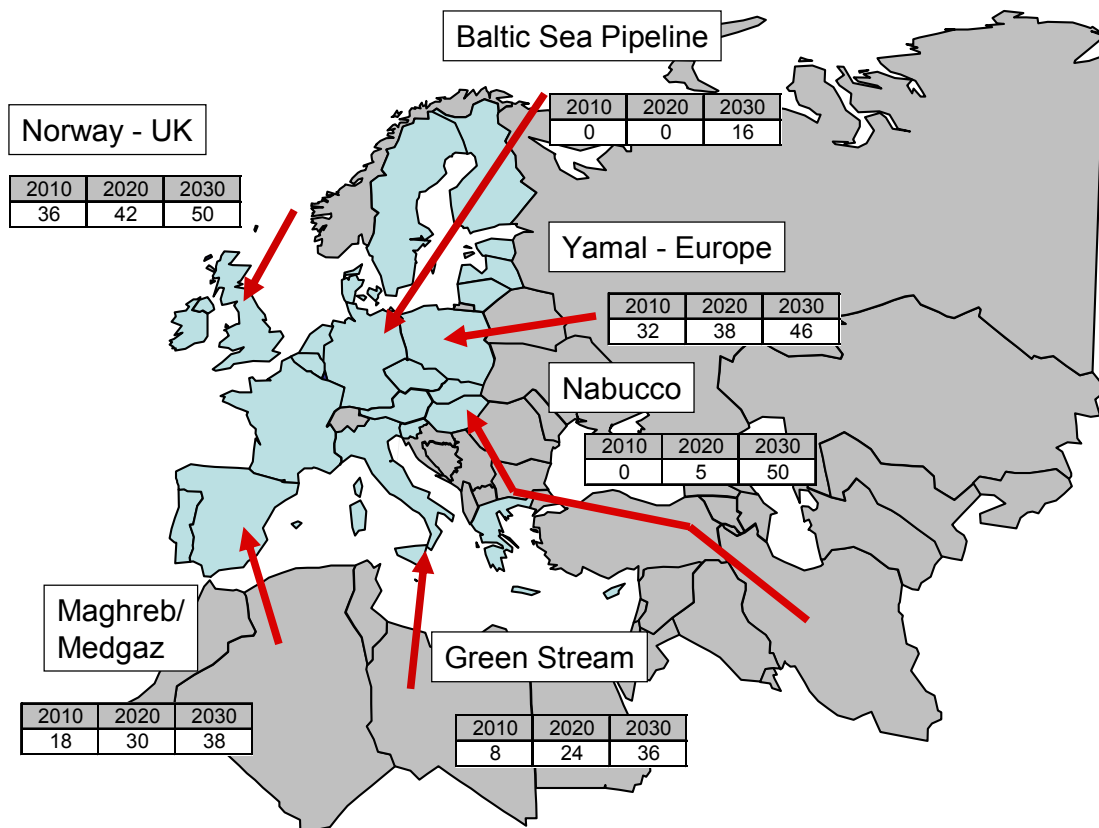 Baltic Sea Pipeline
2010 2020 2030
0 0 16
Norway - UK
2010 2020 2030
36 42 50
Yamal - Europe
2010 2020 2030
32 38 46
Nabucco
2010 2020 2030
0 5 50
Maghreb/
Medgaz
2010 2020 2030
18 30 38
Green Stream
2010 2020 2030
8 24 36